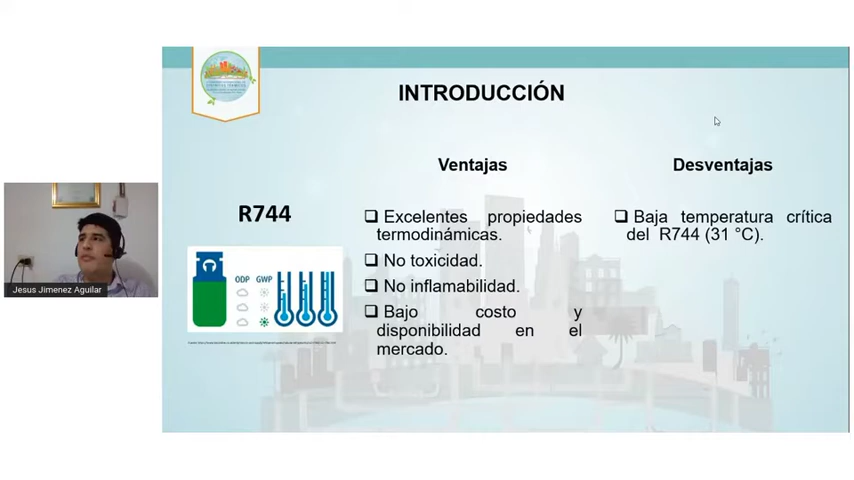 INTRODUCCIÓN
Ventajas
Desventajas
R744
❑ Excelentes propiedades
termodinámicas.
❑ No toxicidad.
❑ No inflamabilidad.
❑ Bajo costo y
disponibilidad en el
mercado.
❑ Baja temperatura crítica
del R744 (31 °C).
ODP GWP
Jesus Jimenez Aguilar